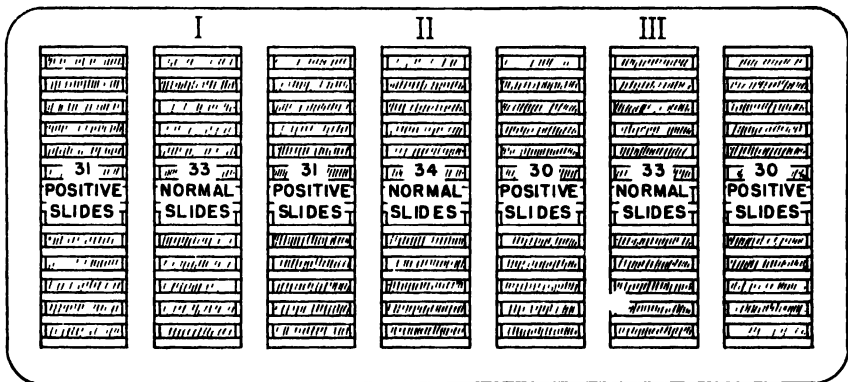 I II III
31 POSITIVE SLIDES
33 NORMAL SLIDES
31 POSITIVE SLIDES
34 NORMAL SLIDES
30 POSITIVE SLIDES
33 NORMAL SLIDES
30 POSITIVE SLIDES